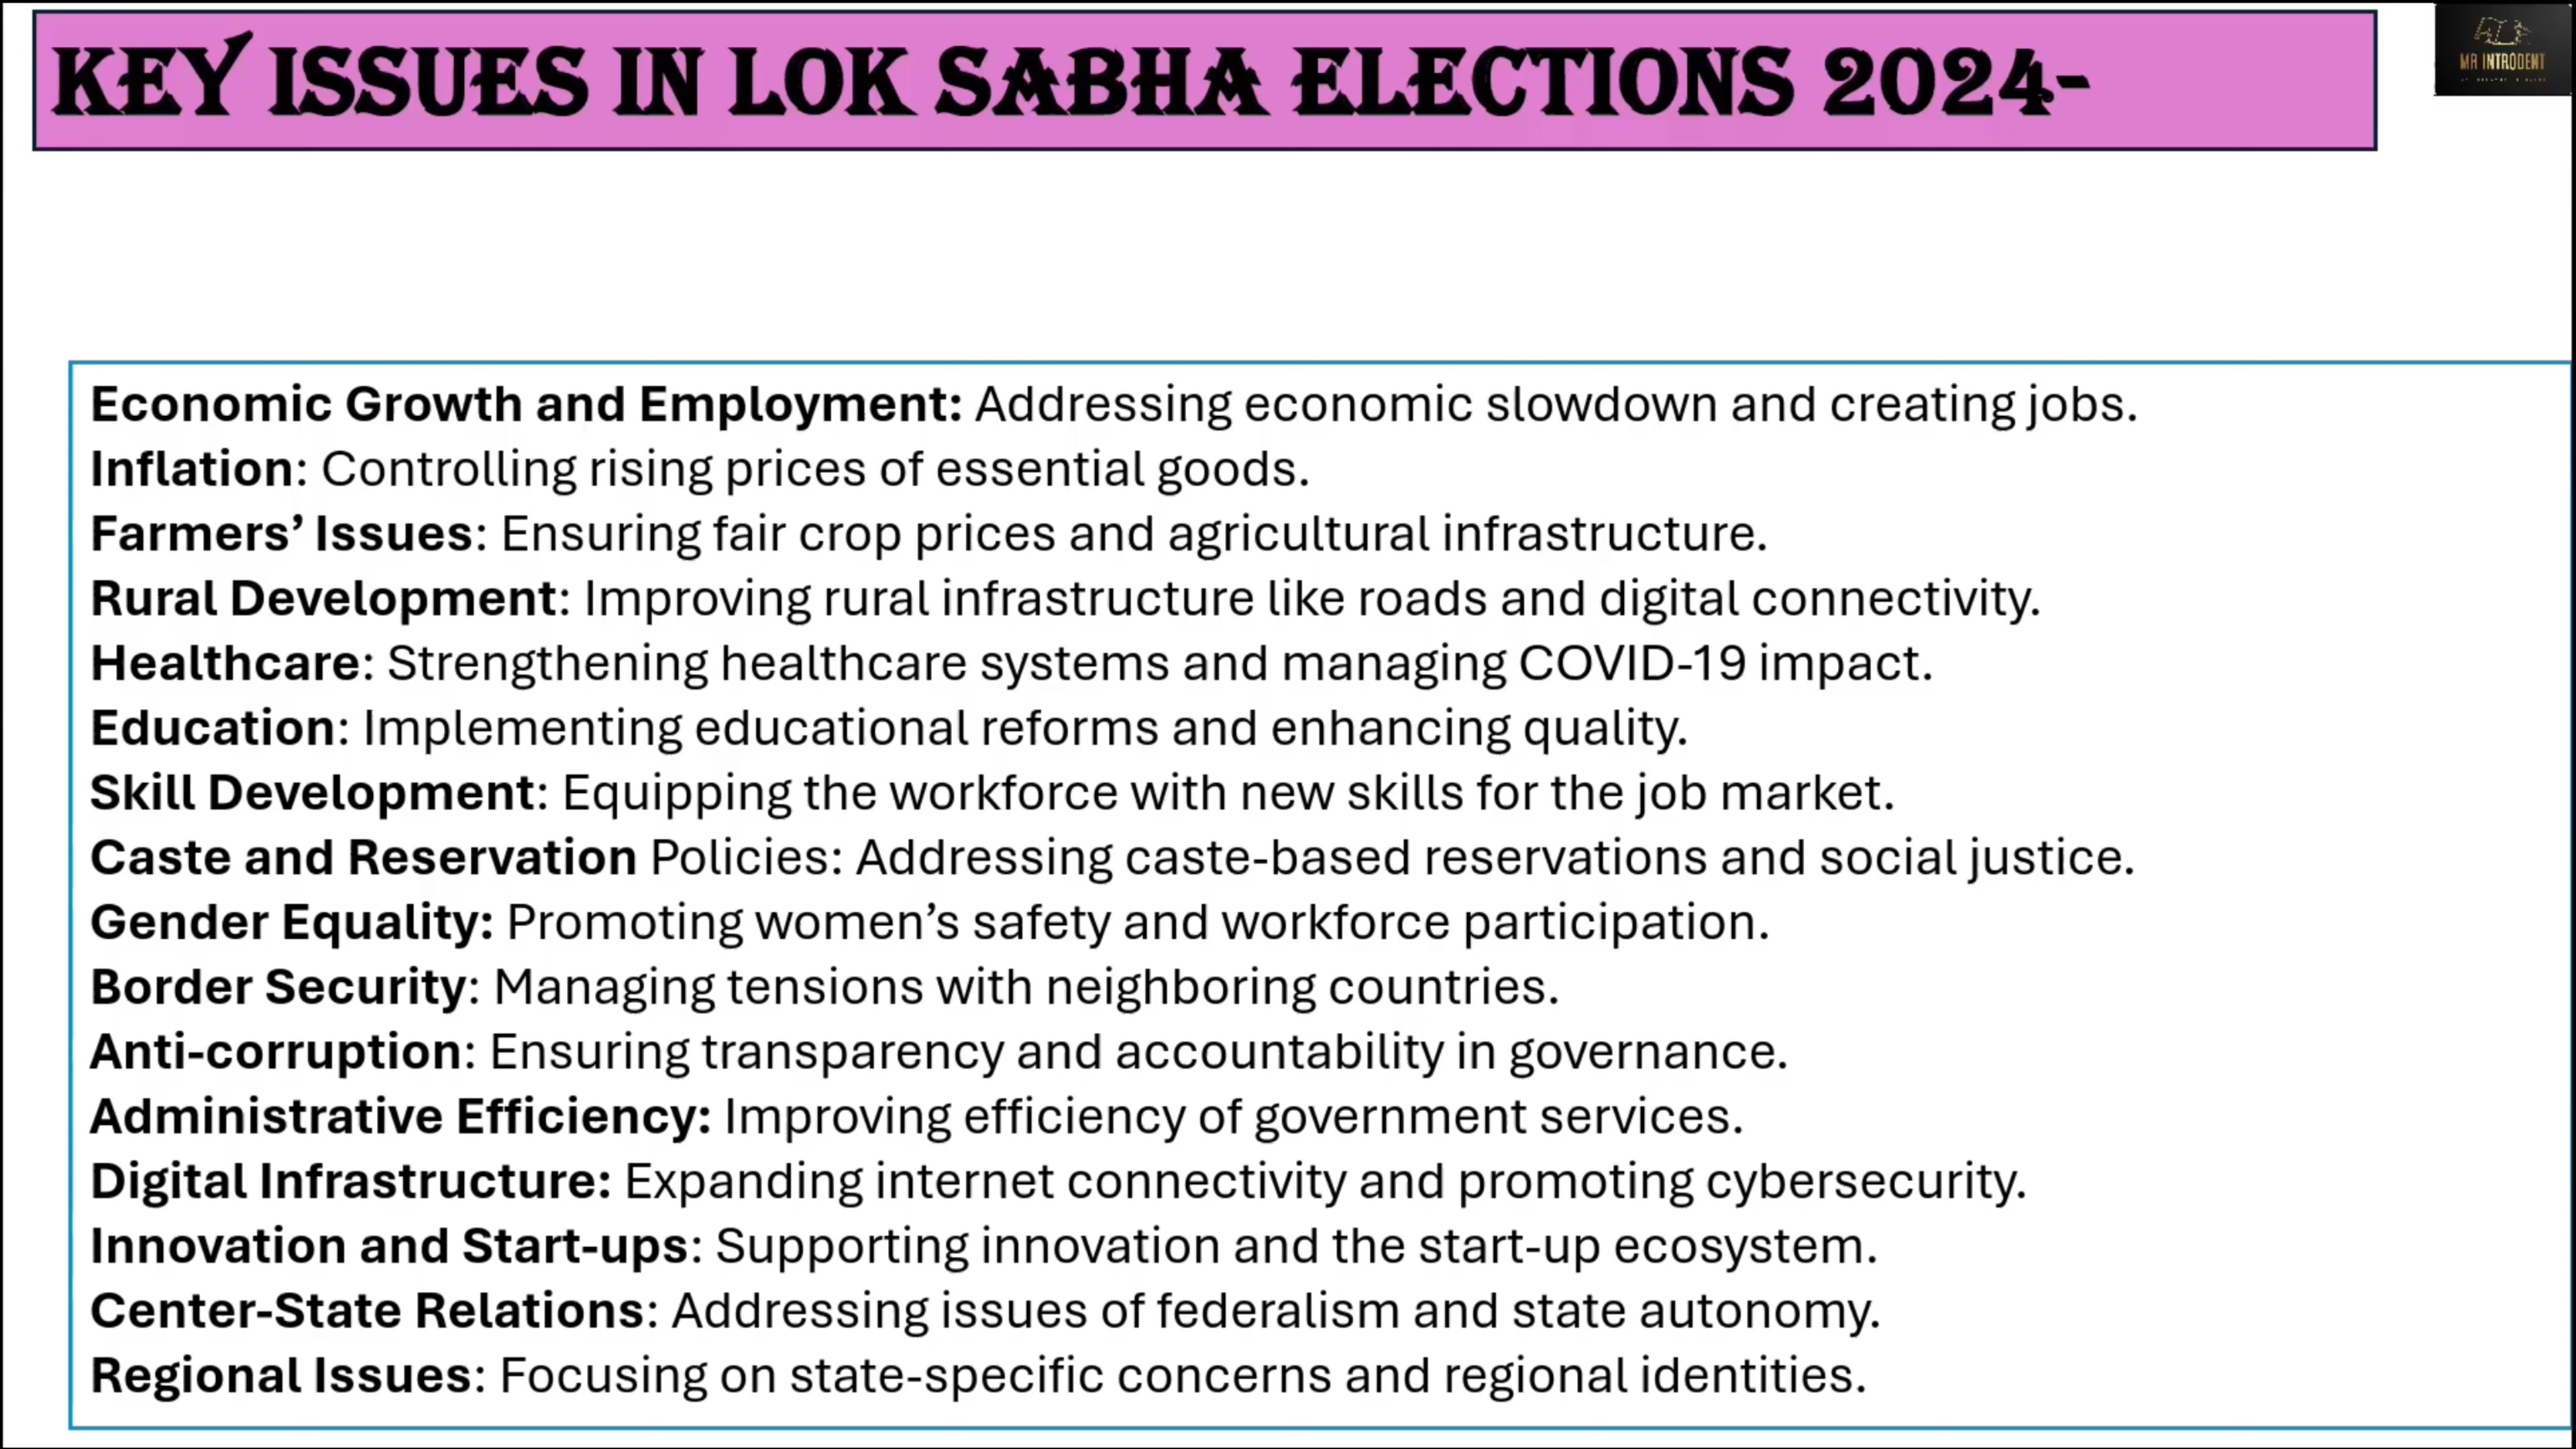 KEY ISSUES IN LOK SABHA ELECTIONS 2024-
MR INTRODENT
Economic Growth and Employment: Addressing economic slowdown and creating jobs.
Inflation: Controlling rising prices of essential goods.
Farmers’ Issues: Ensuring fair crop prices and agricultural infrastructure.
Rural Development: Improving rural infrastructure like roads and digital connectivity.
Healthcare: Strengthening healthcare systems and managing COVID-19 impact.
Education: Implementing educational reforms and enhancing quality.
Skill Development: Equipping the workforce with new skills for the job market.
Caste and Reservation Policies: Addressing caste-based reservations and social justice.
Gender Equality: Promoting women’s safety and workforce participation.
Border Security: Managing tensions with neighboring countries.
Anti-corruption: Ensuring transparency and accountability in governance.
Administrative Efficiency: Improving efficiency of government services.
Digital Infrastructure: Expanding internet connectivity and promoting cybersecurity.
Innovation and Start-ups: Supporting innovation and the start-up ecosystem.
Center-State Relations: Addressing issues of federalism and state autonomy.
Regional Issues: Focusing on state-specific concerns and regional identities.